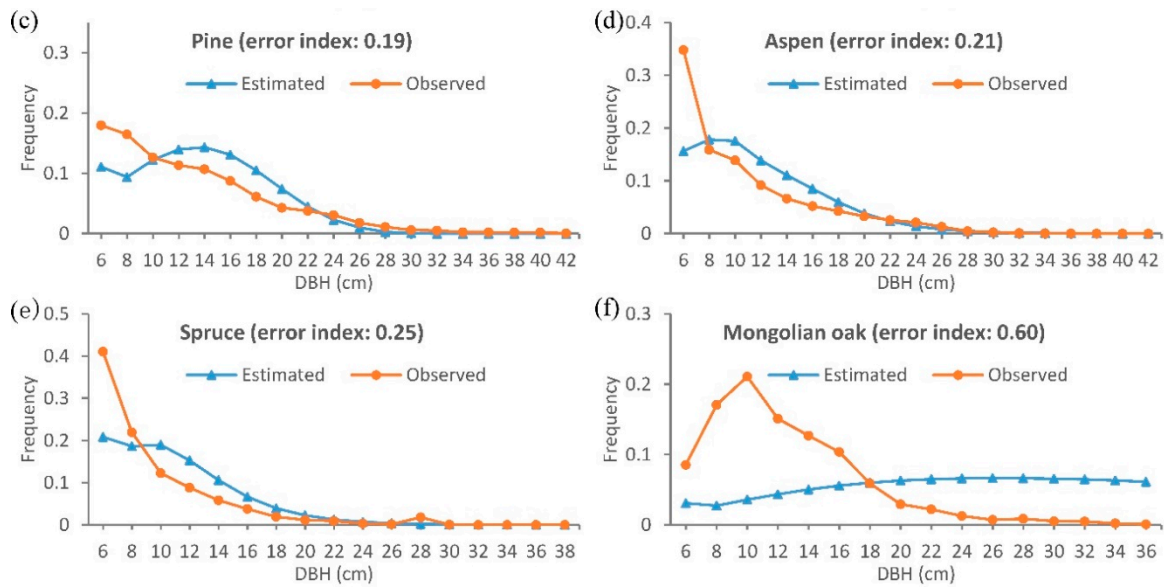 (c)
Pine (error index: 0.19)
Estimated Observed
Frequency
0.3
0.2
0.1
0
6 8 10 12 14 16 18 20 22 24 26 28 30 32 34 36 38 40 42
DBH (cm)
(d)
Aspen (error index: 0.21)
Estimated Observed
Frequency
0.4
0.3
0.2
0.1
0
6 8 10 12 14 16 18 20 22 24 26 28 30 32 34 36 38 40 42
DBH (cm)
(e)
Spruce (error index: 0.25)
Estimated Observed
Frequency
0.5
0.4
0.3
0.2
0.1
0
6 8 10 12 14 16 18 20 22 24 26 28 30 32 34 36 38
DBH (cm)
(f)
Mongolian oak (error index: 0.60)
Estimated Observed
Frequency
0.3
0.2
0.1
0
6 8 10 12 14 16 18 20 22 24 26 28 30 32 34 36
DBH (cm)